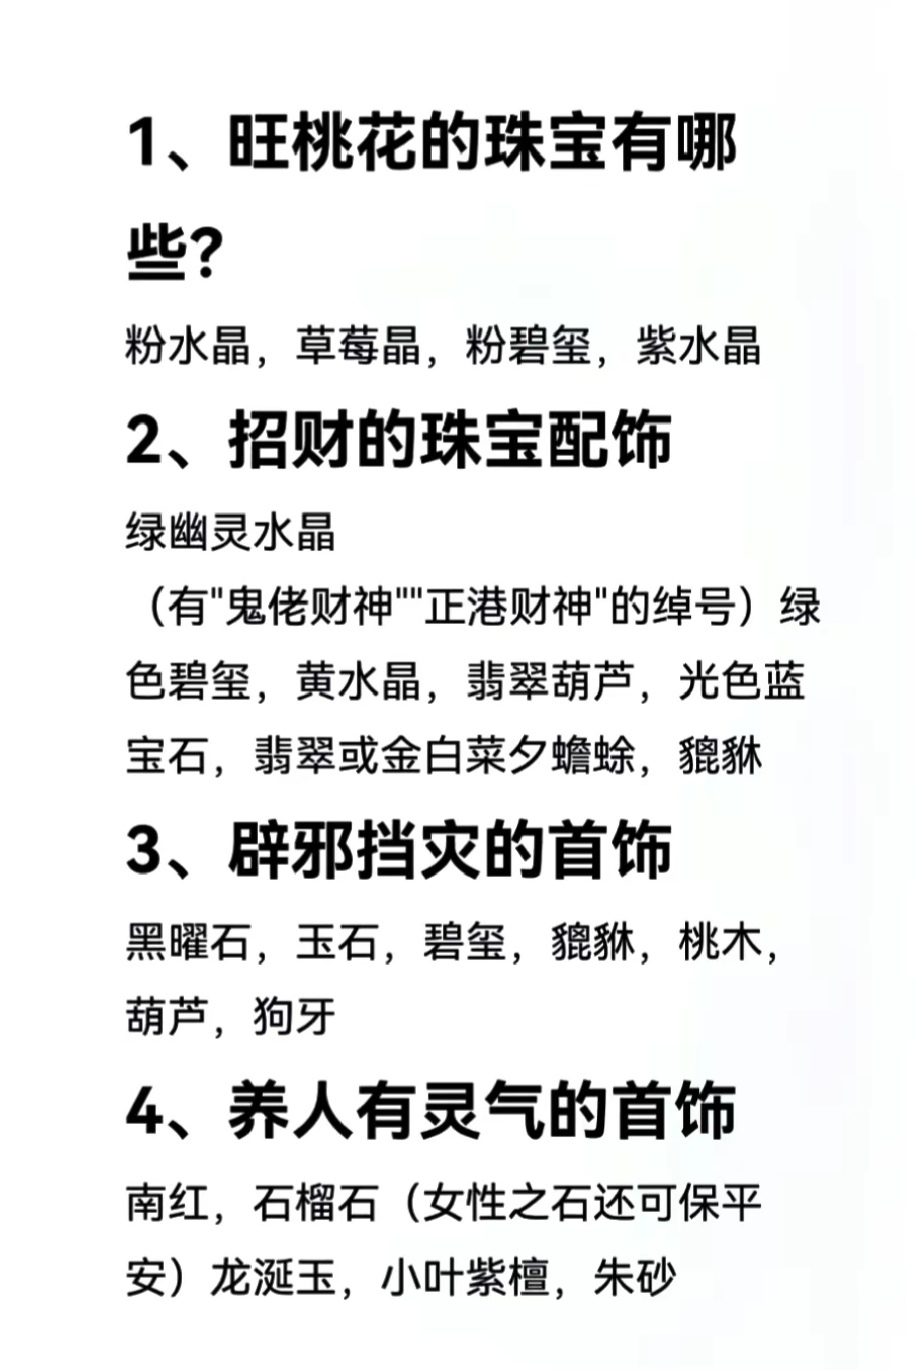 1、旺桃花的珠宝有哪
些?
粉水晶，草莓晶，粉碧玺，紫水晶
2、招财的珠宝配饰
绿幽灵水晶
（有"鬼佬财神""正港财神"的绰号）绿
色碧玺，黄水晶，翡翠葫芦，光色蓝
宝石，翡翠或金白菜夕蟾蜍，貔貅
3、辟邪挡灾的首饰
黑曜石，玉石，碧玺，貔貅，桃木，
葫芦，狗牙
4、养人有灵气的首饰
南红，石榴石（女性之石还可保平
安）龙涎玉，小叶紫檀，朱砂